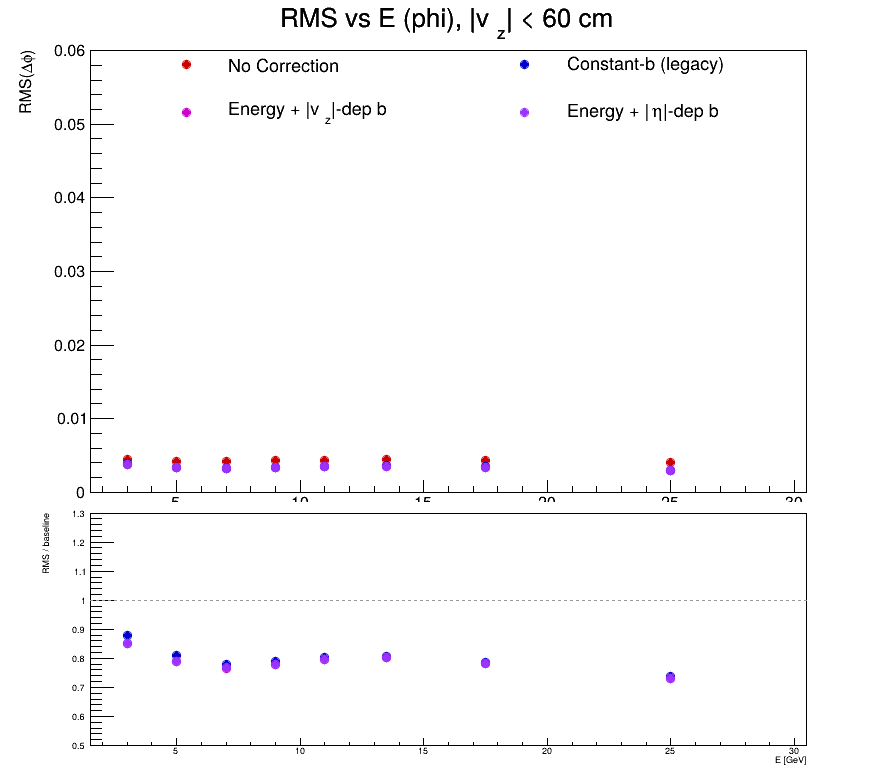 RMS vs E (phi), |v z| < 60 cm
RMS(Δϕ)
0.06
No Correction
Constant-b (legacy)
Energy + |v z|-dep b
Energy + |η|-dep b
0.05
0.04
0.03
0.02
0.01
0
5 10 15 20 25 30
RMS / baseline
1.3
1.2
1.1
1
0.9
0.8
0.7
0.6
0.5
5 10 15 20 25 30
E [GeV]